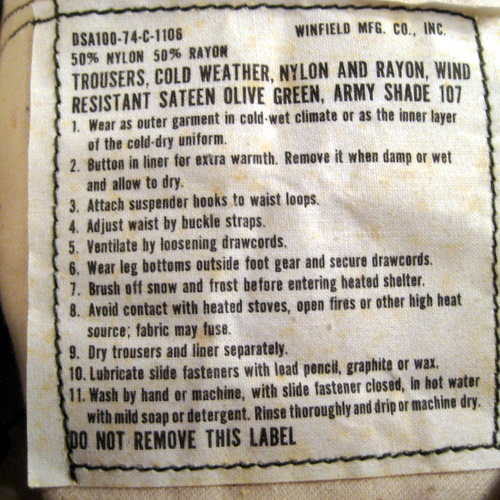 DSA100-74-C-1106 WINFIELD MFG. CO., INC.
50% NYLON 50% RAYON
TROUSERS, COLD WEATHER, NYLON AND RAYON, WIND
RESISTANT SATEEN OLIVE GREEN, ARMY SHADE 107
1. Wear as outer garment in cold-wet climate or as the inner layer
of the cold-dry uniform.
2. Button in liner for extra warmth. Remove it when damp or wet
and allow to dry.
3. Attach suspender hooks to waist loops.
4. Adjust waist by buckle straps.
5. Ventilate by loosening drawcords.
6. Wear leg bottoms outside foot gear and secure drawcords.
7. Brush off snow and frost before entering heated shelter.
8. Avoid contact with heated stoves, open fires or other high heat
source; fabric may fuse.
9. Dry trousers and liner separately.
10. Lubricate slide fasteners with lead pencil, graphite or wax.
11. Wash by hand or machine, with slide fastener closed, in hot water
with mild soap or detergent. Rinse thoroughly and drip or machine dry.
DO NOT REMOVE THIS LABEL